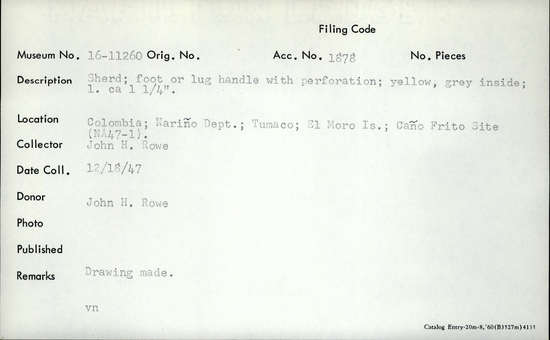 Filing Code
Museum No. 16-11260 Orig. No. Acc. No. 1878 No. Pieces
Description Sherd; foot or lug handle with perforation; yellow, grey inside;
l. ca 1 1/4".
Location Colombia; Nariño Dept.; Tumaco; El Moro Is.; Caño Frito Site
(NA47-1).
Collector John H. Rowe
Date Coll. 12/18/47
Donor John H. Rowe
Photo
Published
Remarks Drawing made.
vn
Catalog Entry-20m-8,'60(B3527m)4139